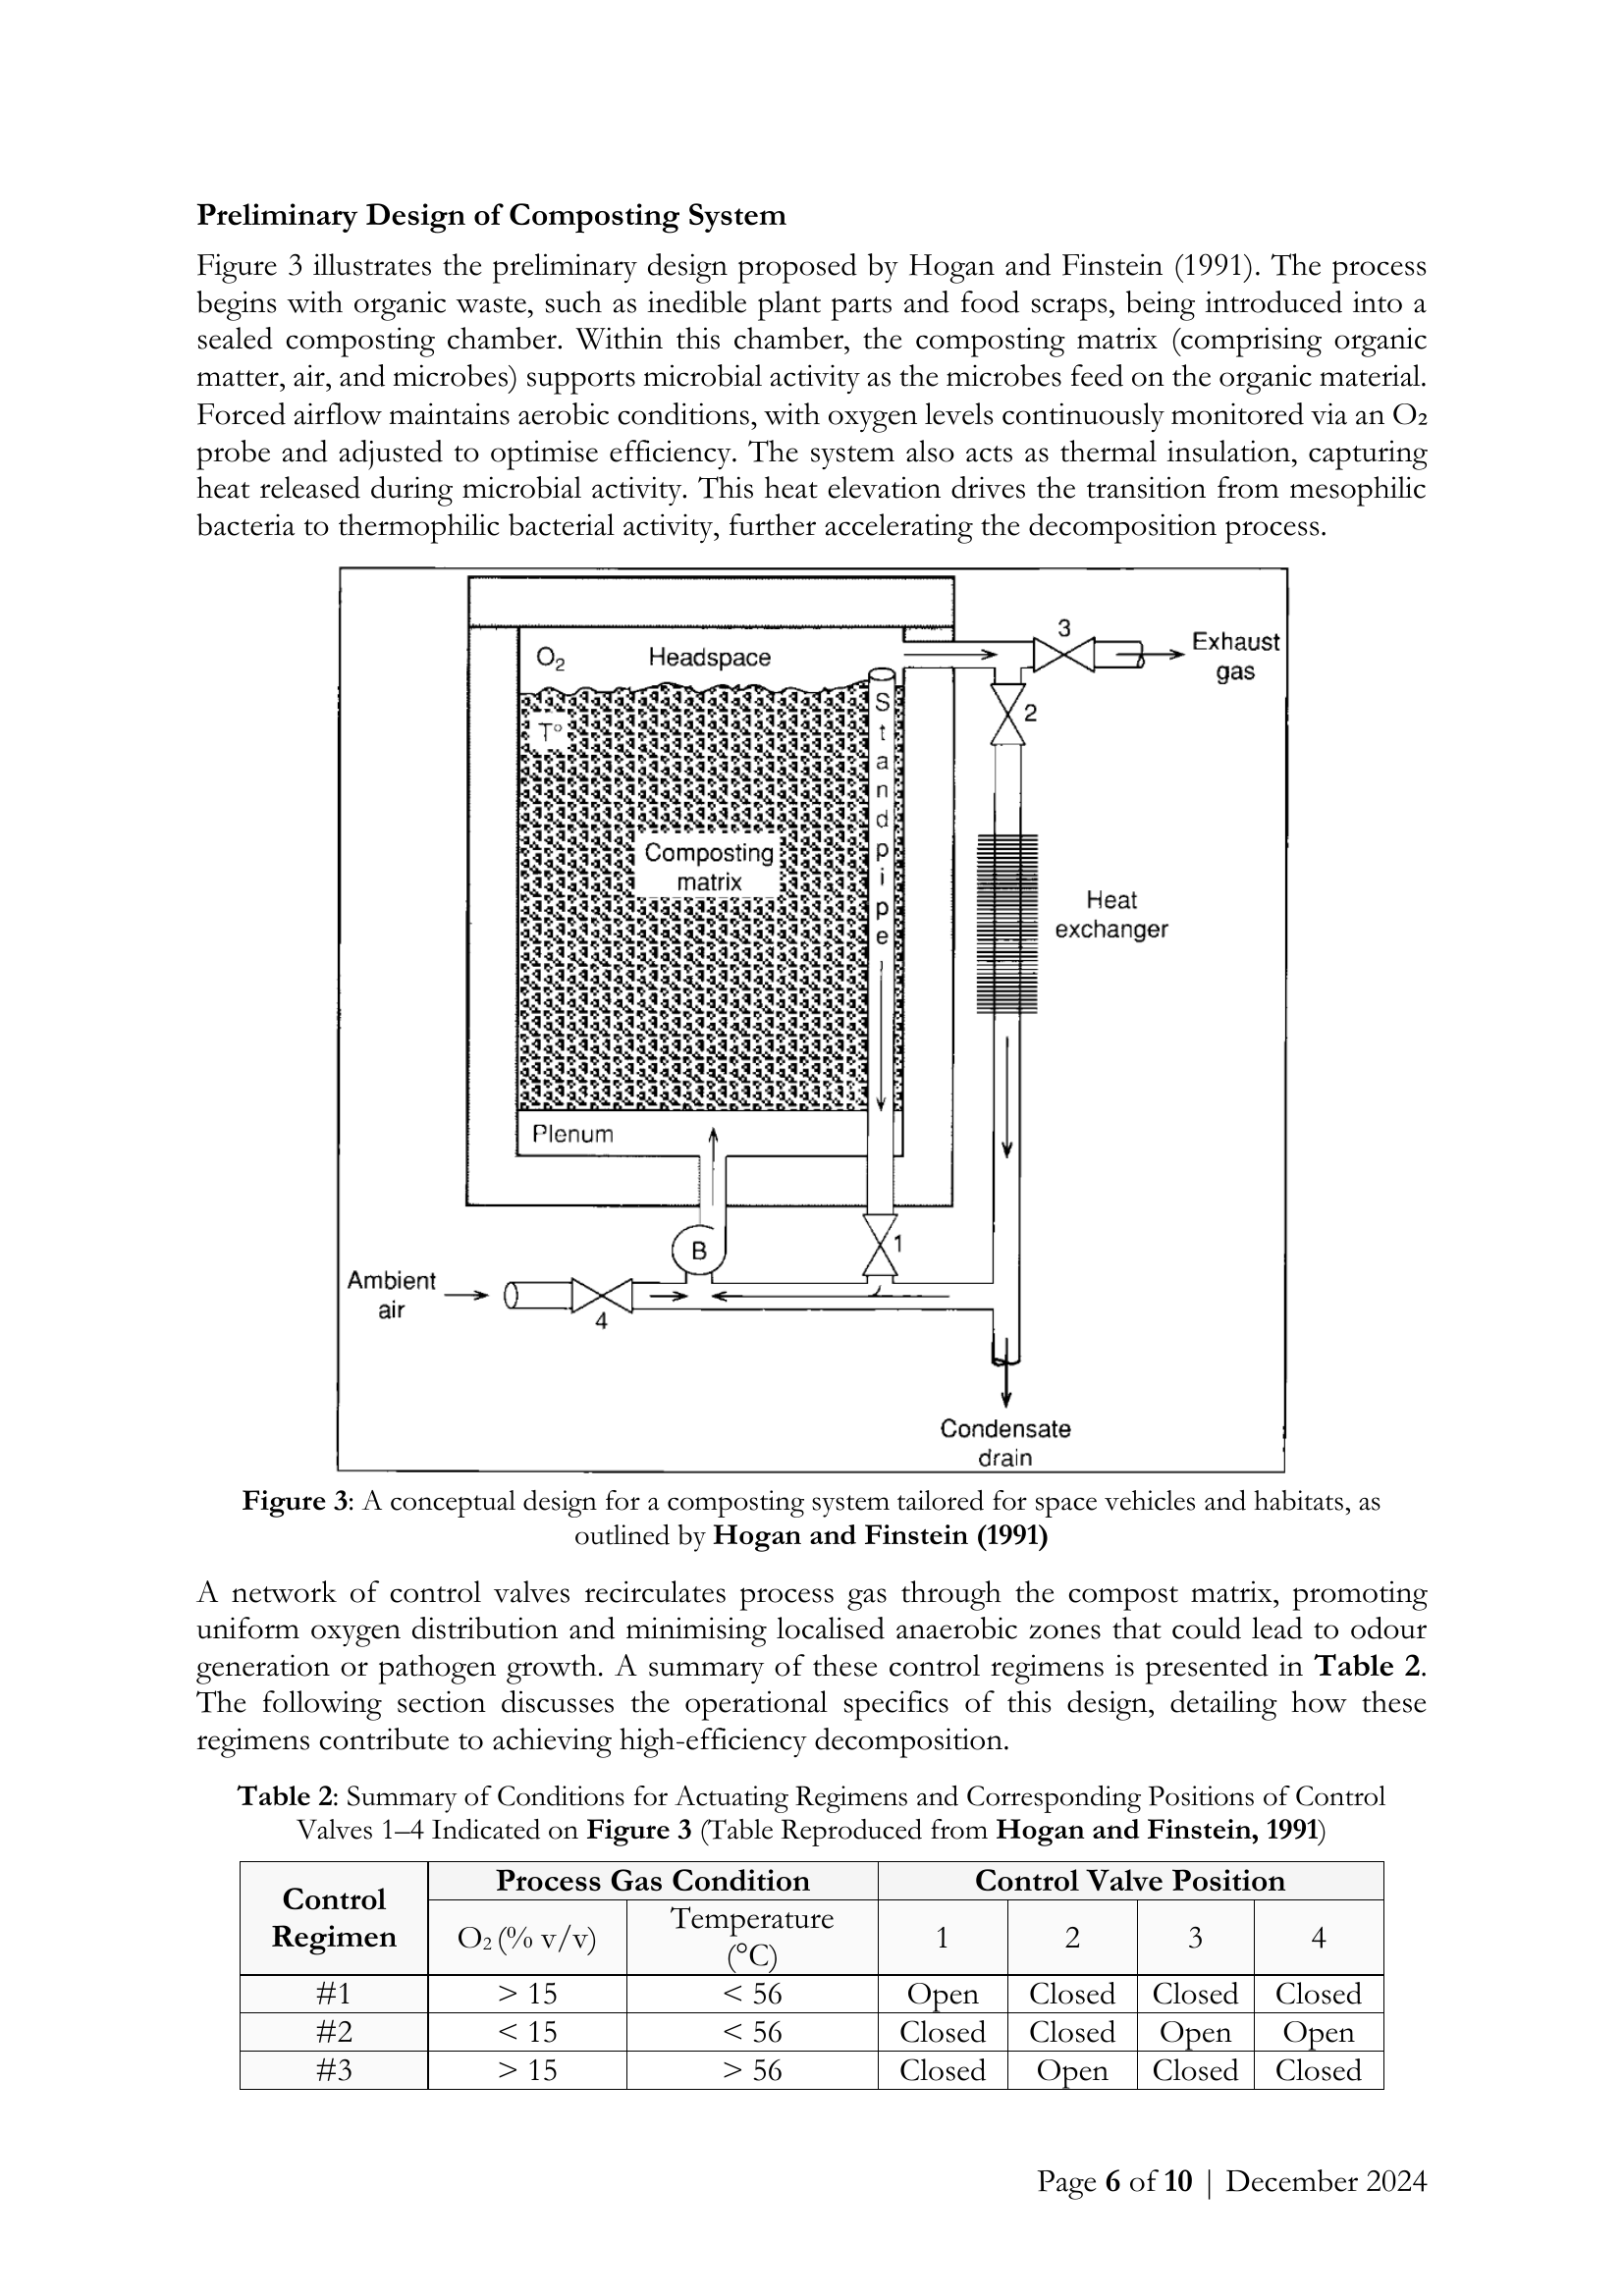 Preliminary Design of Composting System
Figure 3 illustrates the preliminary design proposed by Hogan and Finstein (1991). The process
begins with organic waste, such as inedible plant parts and food scraps, being introduced into a
sealed composting chamber. Within this chamber, the composting matrix (comprising organic
matter, air, and microbes) supports microbial activity as the microbes feed on the organic material.
Forced airflow maintains aerobic conditions, with oxygen levels continuously monitored via an O₂
probe and adjusted to optimise efficiency. The system also acts as thermal insulation, capturing
heat released during microbial activity. This heat elevation drives the transition from mesophilic
bacteria to thermophilic bacterial activity, further accelerating the decomposition process.
3
Exhaust
gas
O₂ Headspace
2
T°
Standpipe
Composting
matrix
Heat
exchanger
Plenum
B
1
Ambient
air
4
Condensate
drain
Figure 3: A conceptual design for a composting system tailored for space vehicles and habitats, as
outlined by Hogan and Finstein (1991)
A network of control valves recirculates process gas through the compost matrix, promoting
uniform oxygen distribution and minimising localised anaerobic zones that could lead to odour
generation or pathogen growth. A summary of these control regimens is presented in Table 2.
The following section discusses the operational specifics of this design, detailing how these
regimens contribute to achieving high-efficiency decomposition.
Table 2: Summary of Conditions for Actuating Regimens and Corresponding Positions of Control
Valves 1–4 Indicated on Figure 3 (Table Reproduced from Hogan and Finstein, 1991)
Control Regimen Process Gas Condition Control Valve Position
O₂ (% v/v) Temperature (°C) 1 2 3 4
#1 > 15 < 56 Open Closed Closed Closed
#2 < 15 < 56 Closed Closed Open Open
#3 > 15 > 56 Closed Open Closed Closed
Page 6 of 10 | December 2024